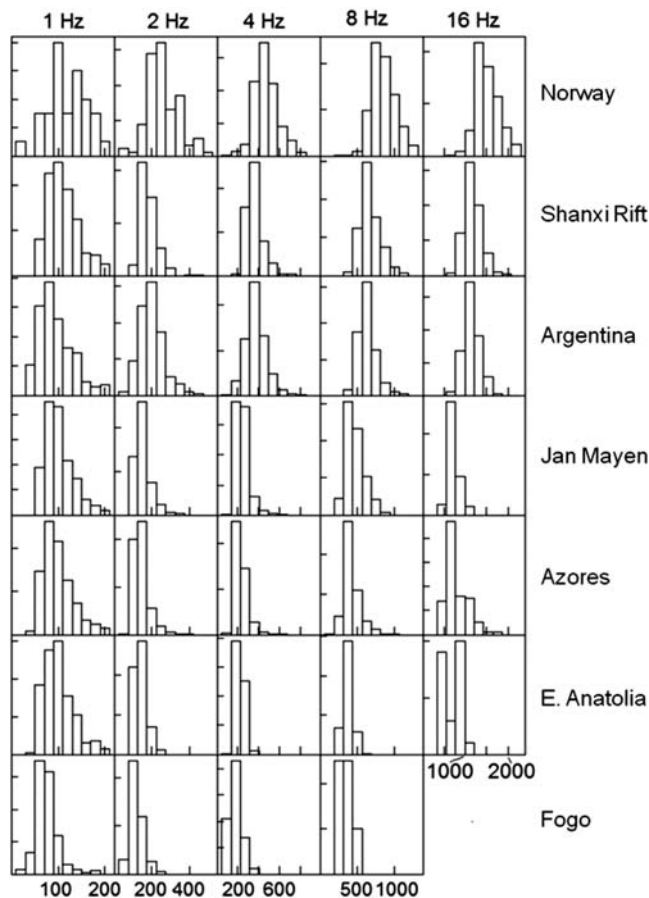 1 Hz 2 Hz 4 Hz 8 Hz 16 Hz
Norway
Shanxi Rift
Argentina
Jan Mayen
Azores
E. Anatolia
1000 2000
Fogo
100 200 200 400 200 600 500 1000